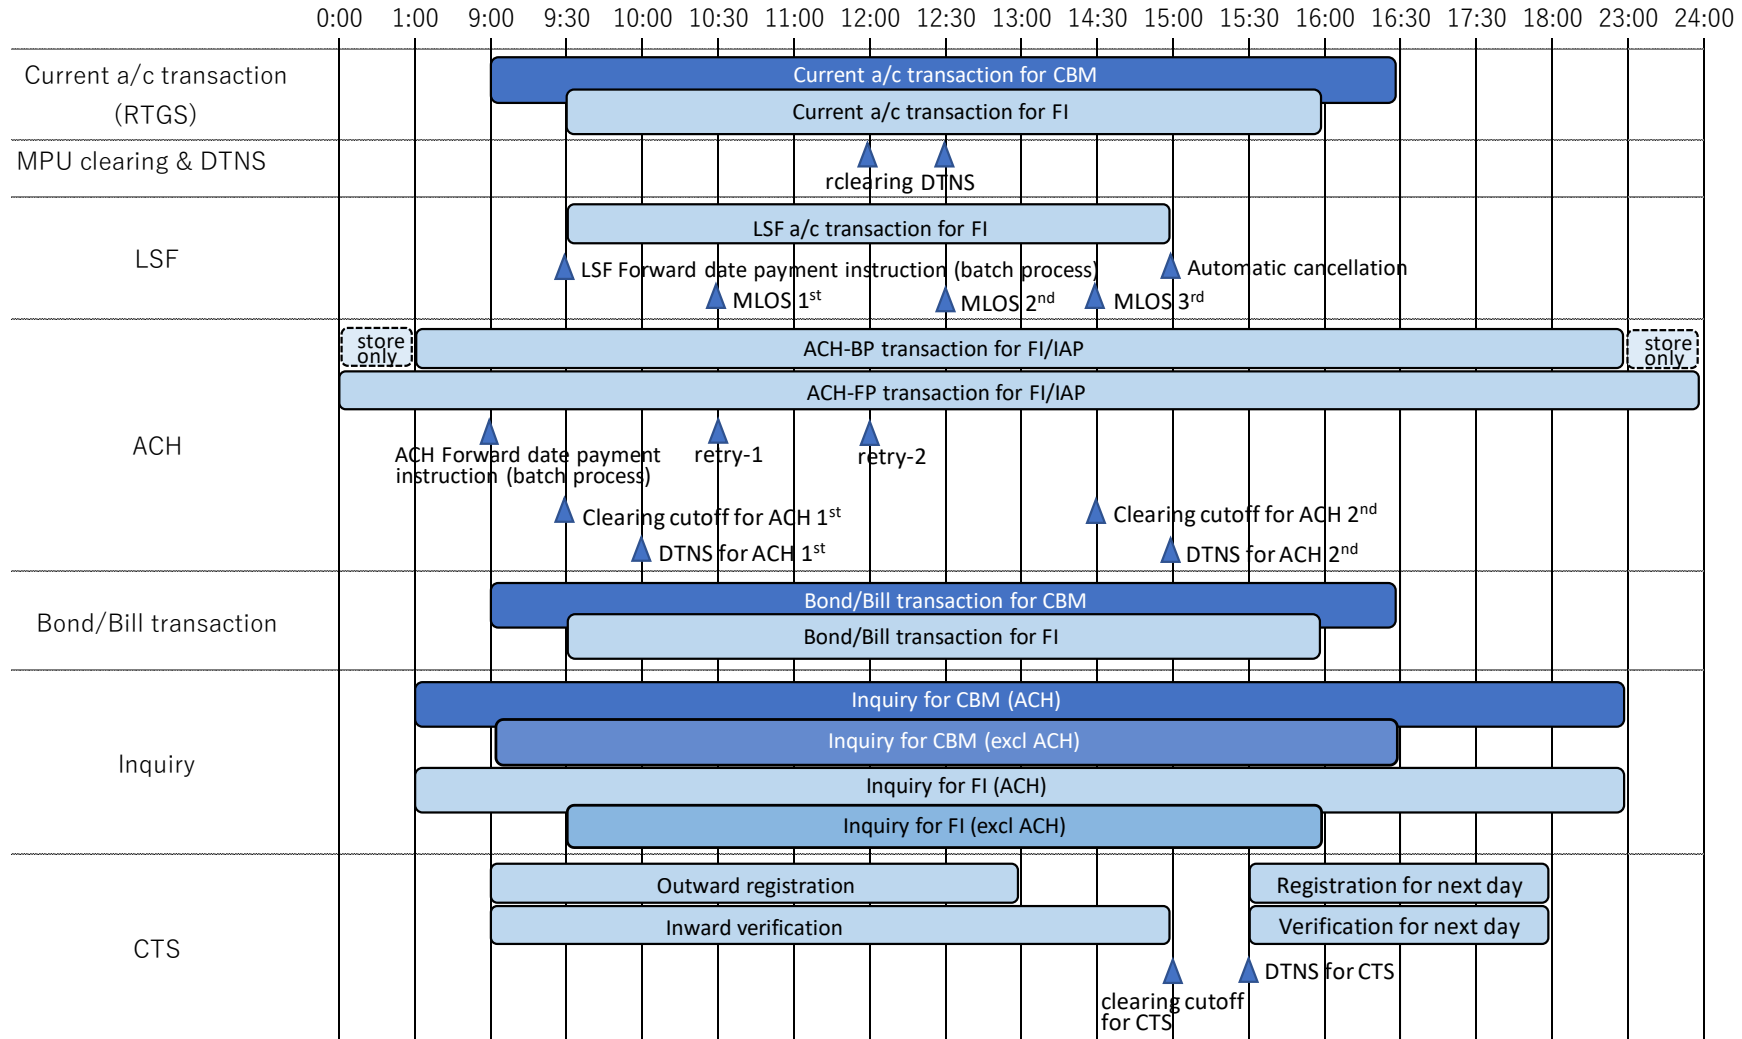 0:00 1:00 9:00 9:30 10:00 10:30 11:00 12:00 12:30 13:00 14:30 15:00 15:30 16:00 16:30 17:30 18:00 23:00 24:00
Current a/c transaction
(RTGS)
Current a/c transaction for CBM
Current a/c transaction for FI
MPU clearing & DTNS
rclearing DTNS
LSF
LSF a/c transaction for FI
LSF Forward date payment instruction (batch process)
Automatic cancellation
MLOS 1st
MLOS 2nd
MLOS 3rd
ACH
store
only
ACH-BP transaction for FI/IAP
store
only
ACH-FP transaction for FI/IAP
ACH Forward date payment
instruction (batch process)
retry-1
retry-2
Clearing cutoff for ACH 1st
Clearing cutoff for ACH 2nd
DTNS for ACH 1st
DTNS for ACH 2nd
Bond/Bill transaction
Bond/Bill transaction for CBM
Bond/Bill transaction for FI
Inquiry
Inquiry for CBM (ACH)
Inquiry for CBM (excl ACH)
Inquiry for FI (ACH)
Inquiry for FI (excl ACH)
CTS
Outward registration
Registration for next day
Inward verification
Verification for next day
DTNS for CTS
clearing cutoff
for CTS